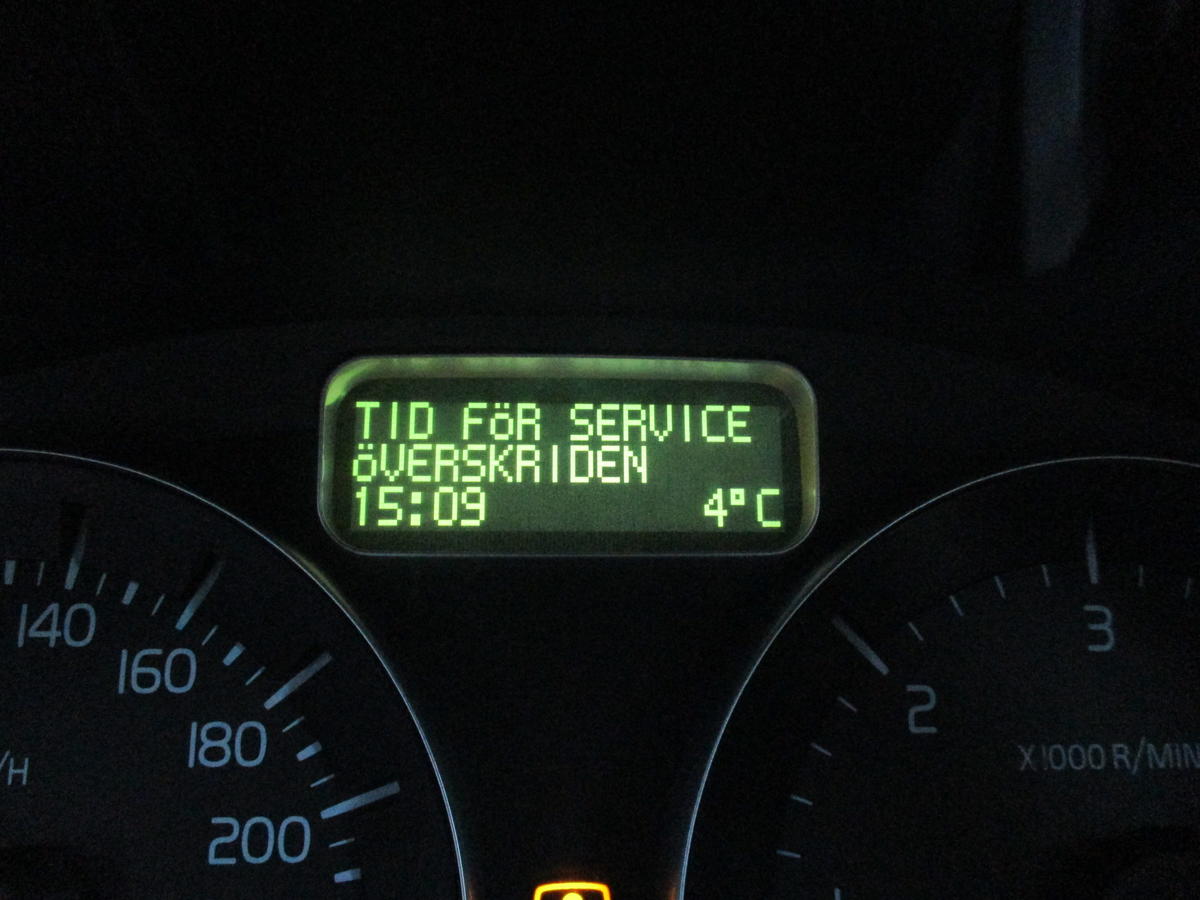 TID FöR SERVICE
öVERSKRIDEN
15:09 4°C
140
160
180
200
/H
2
3
X1000 R/MIN